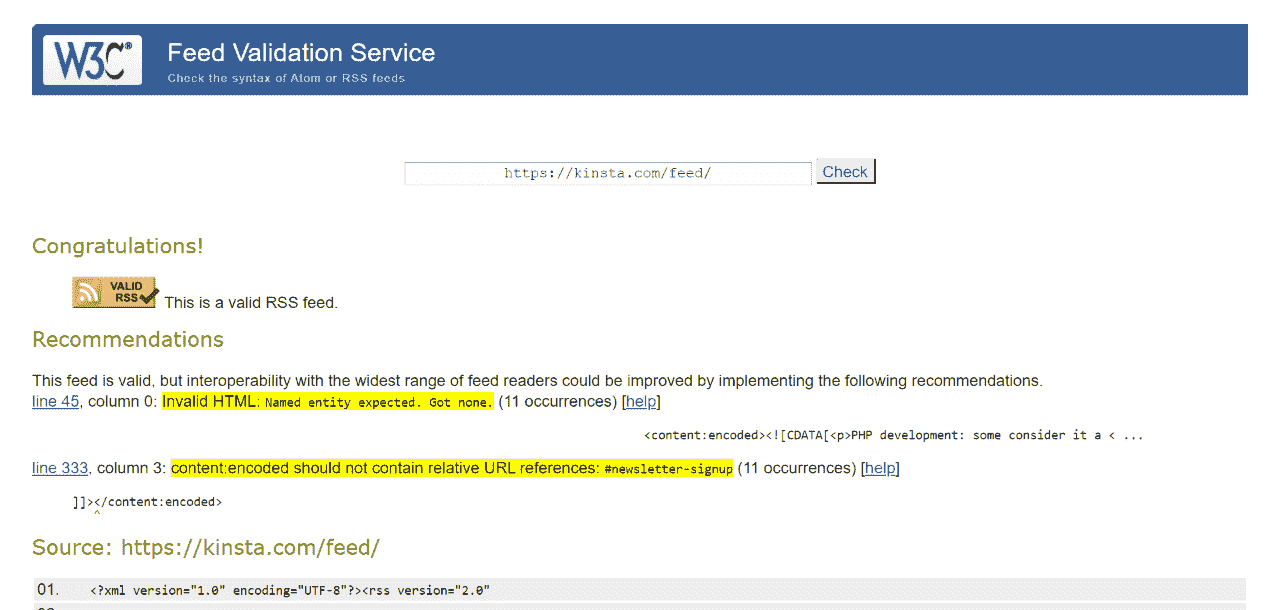 W3C®
Feed Validation Service
Check the syntax of Atom or RSS feeds
https://kinsta.com/feed/ Check
Congratulations!
VALID
RSS This is a valid RSS feed.
Recommendations
This feed is valid, but interoperability with the widest range of feed readers could be improved by implementing the following recommendations.
line 45, column 0: Invalid HTML: Named entity expected. Got none. (11 occurrences) [help]
<content:encoded><![CDATA[<p>PHP development: some consider it a < ...
line 333, column 3: content:encoded should not contain relative URL references: #newsletter-signup (11 occurrences) [help]
]]></content:encoded>
^
Source: https://kinsta.com/feed/
01. <?xml version="1.0" encoding="UTF-8"?><rss version="2.0"